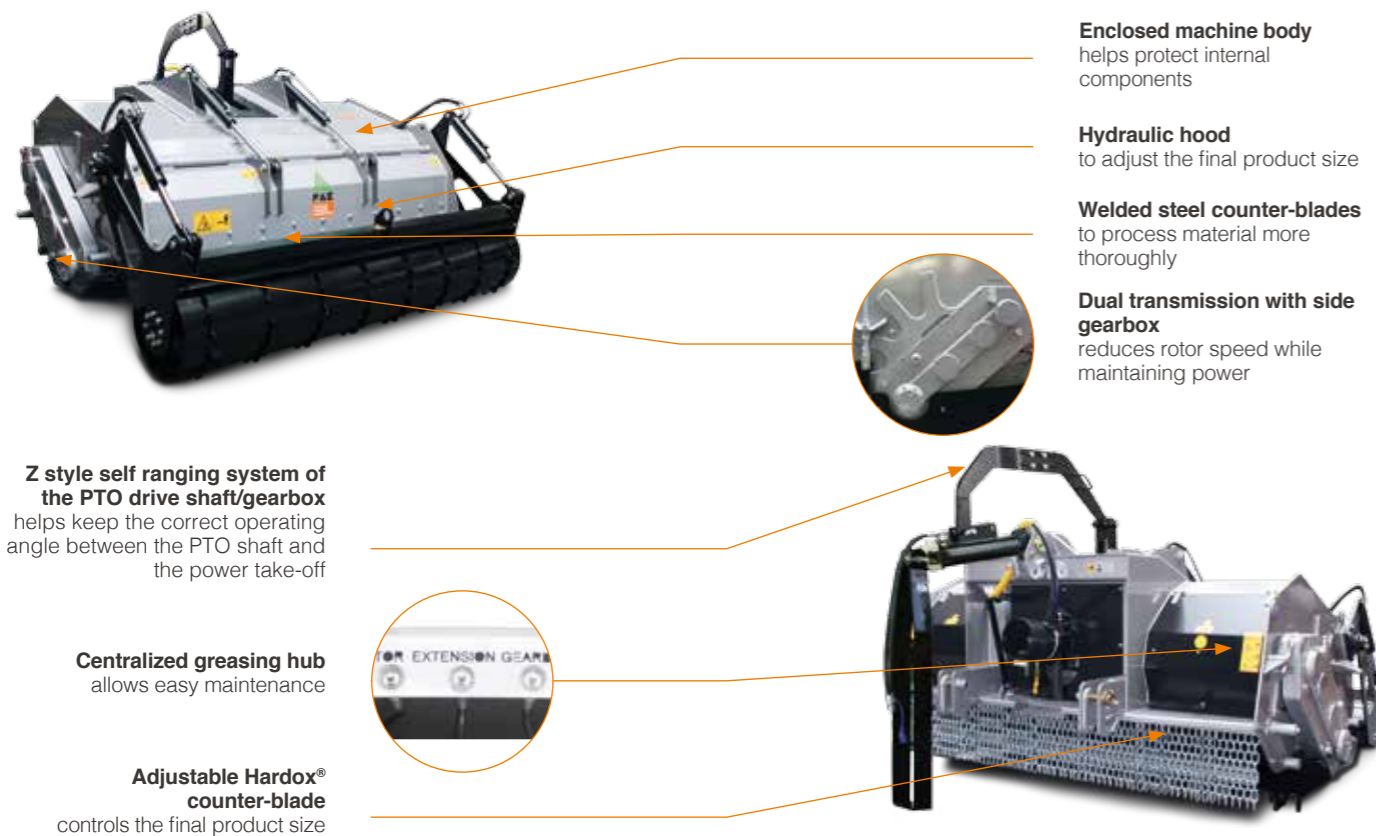 Enclosed machine body
helps protect internal
components
Hydraulic hood
to adjust the final product size
Welded steel counter-blades
to process material more
thoroughly
Dual transmission with side
gearbox
reduces rotor speed while
maintaining power
Z style self ranging system of
the PTO drive shaft/gearbox
helps keep the correct operating
angle between the PTO shaft and
the power take-off
Centralized greasing hub
allows easy maintenance
TOR EXTENSION GEARB
Adjustable Hardox®
counter-blade
controls the final product size
FAE